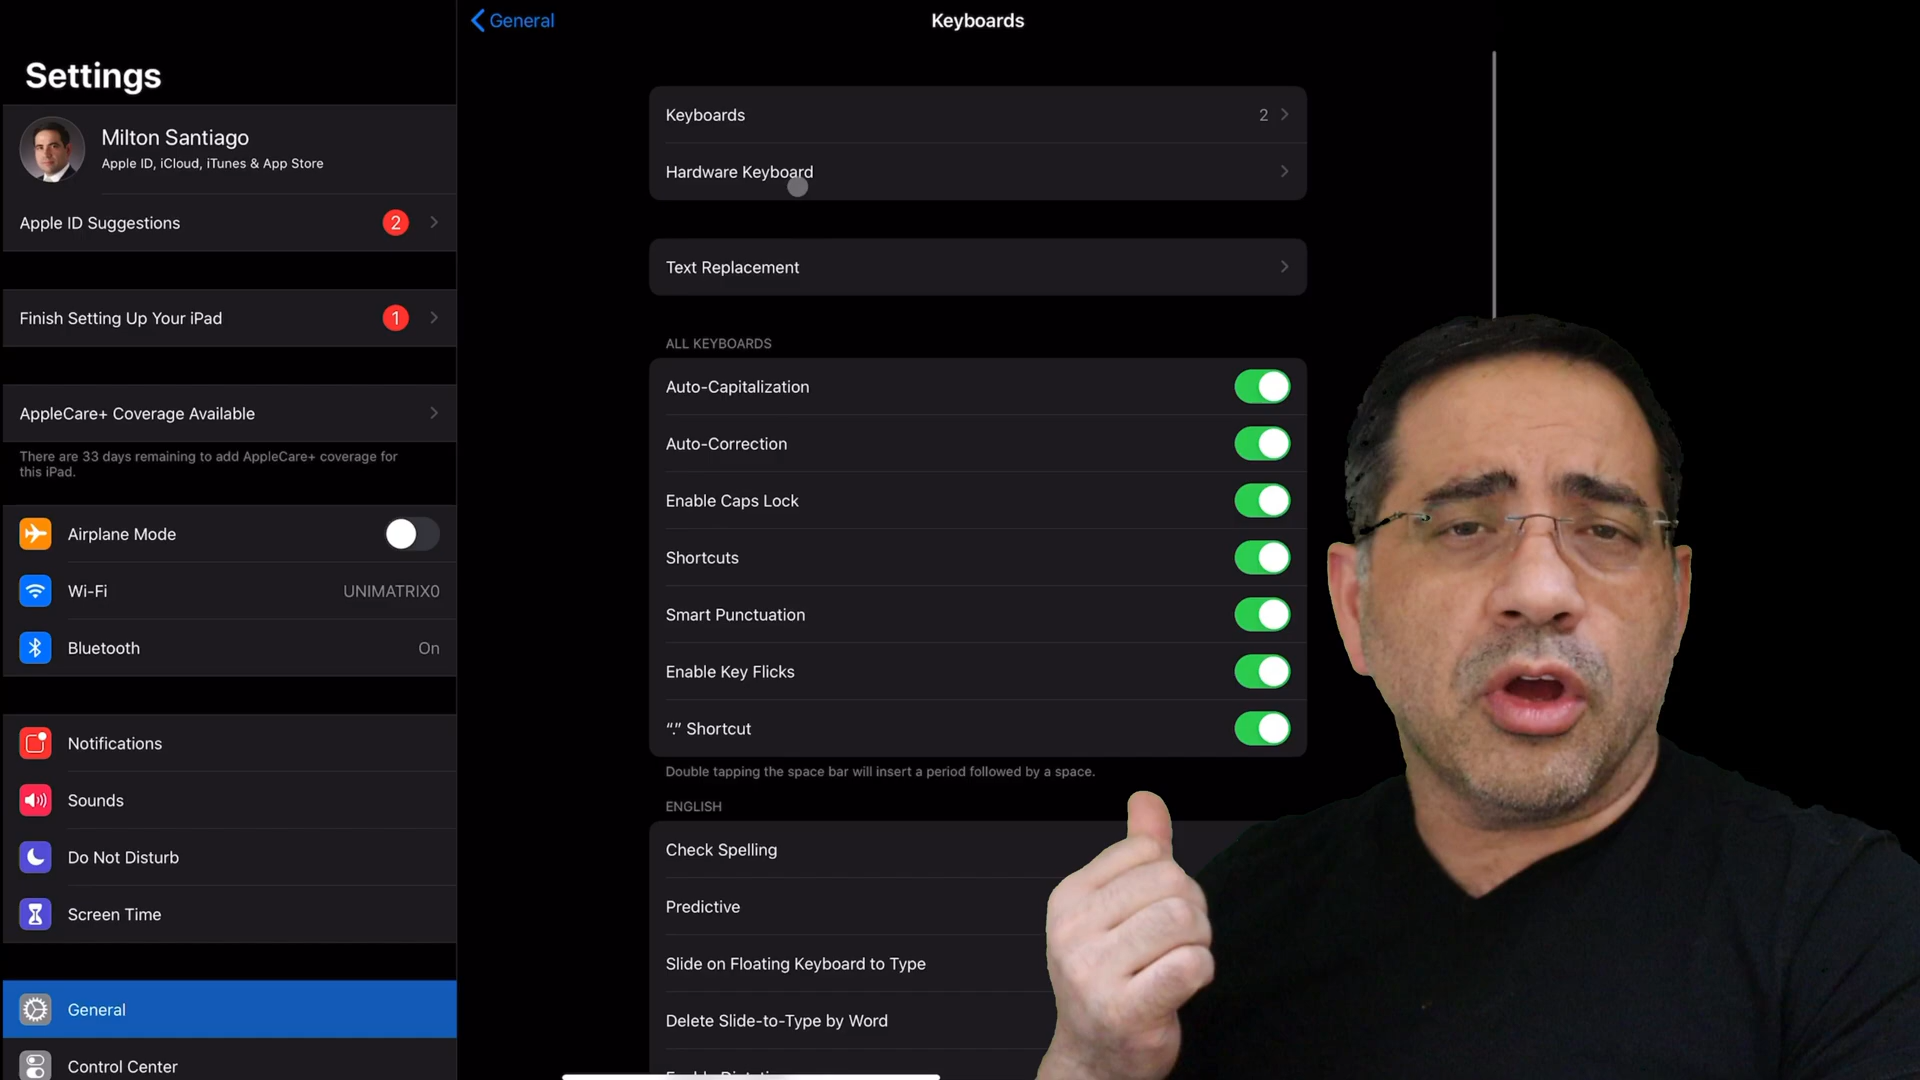 General
Keyboards
Settings
Milton Santiago
Apple ID, iCloud, iTunes & App Store
Apple ID Suggestions
2
Finish Setting Up Your iPad
1
AppleCare+ Coverage Available
There are 33 days remaining to add AppleCare+ coverage for
this iPad.
Airplane Mode
Wi-Fi
UNIMATRIX0
Bluetooth
On
Notifications
Sounds
Do Not Disturb
Screen Time
General
Control Center
Keyboards
2
Hardware Keyboard
Text Replacement
ALL KEYBOARDS
Auto-Capitalization
Auto-Correction
Enable Caps Lock
Shortcuts
Smart Punctuation
Enable Key Flicks
“.” Shortcut
Double tapping the space bar will insert a period followed by a space.
ENGLISH
Check Spelling
Predictive
Slide on Floating Keyboard to Type
Delete Slide-to-Type by Word